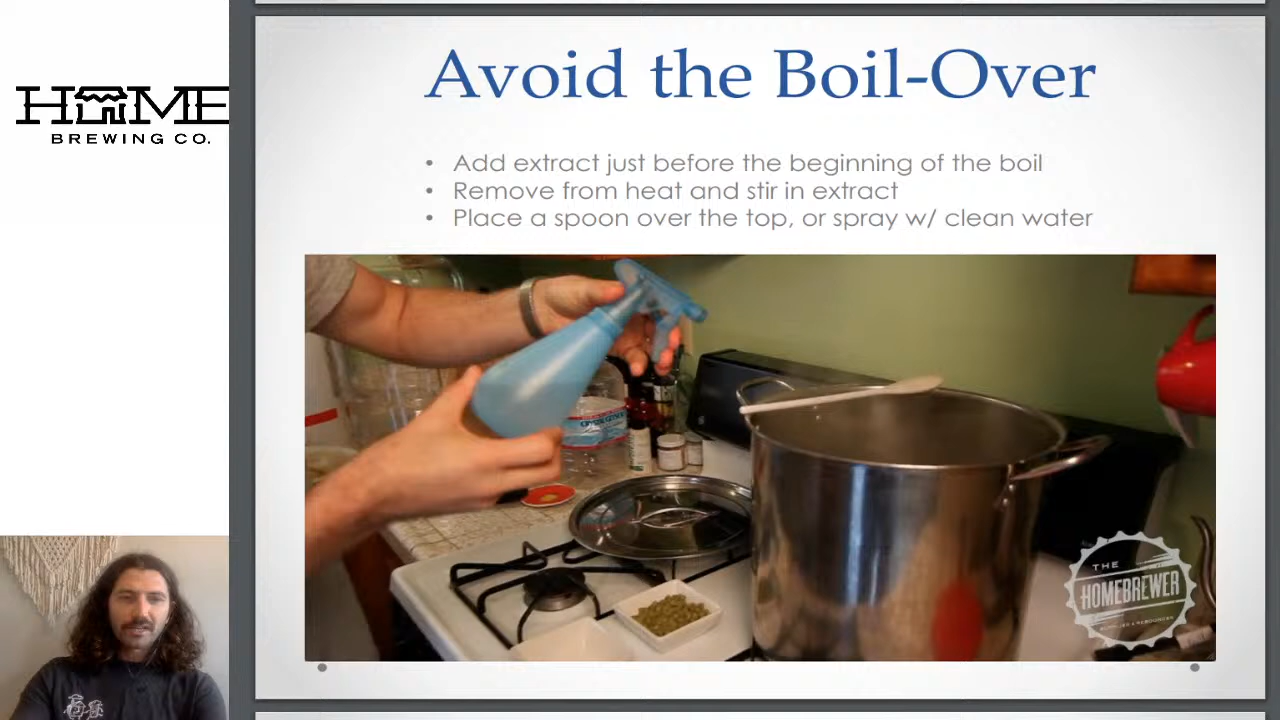 HOME
BREWING CO.
Avoid the Boil-Over
• Add extract just before the beginning of the boil
• Remove from heat and stir in extract
• Place a spoon over the top, or spray w/ clean water
THE
HOMEBREWER